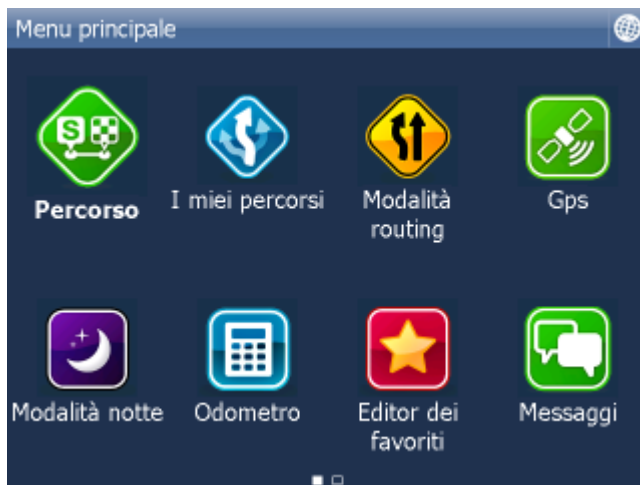 Menu principale
S
Percorso
I miei percorsi
Modalità
routing
Gps
Modalità notte
Odometro
Editor dei
favoriti
Messaggi